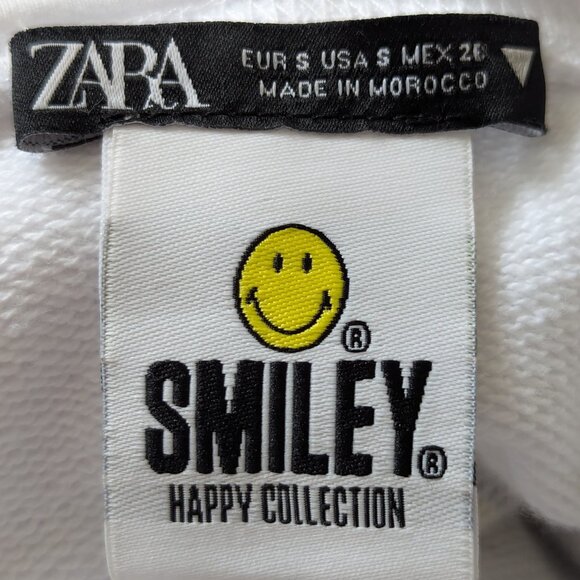 ZARA
EUR S USA S MEX 26
MADE IN MOROCCO
®
SMILEY®
HAPPY COLLECTION